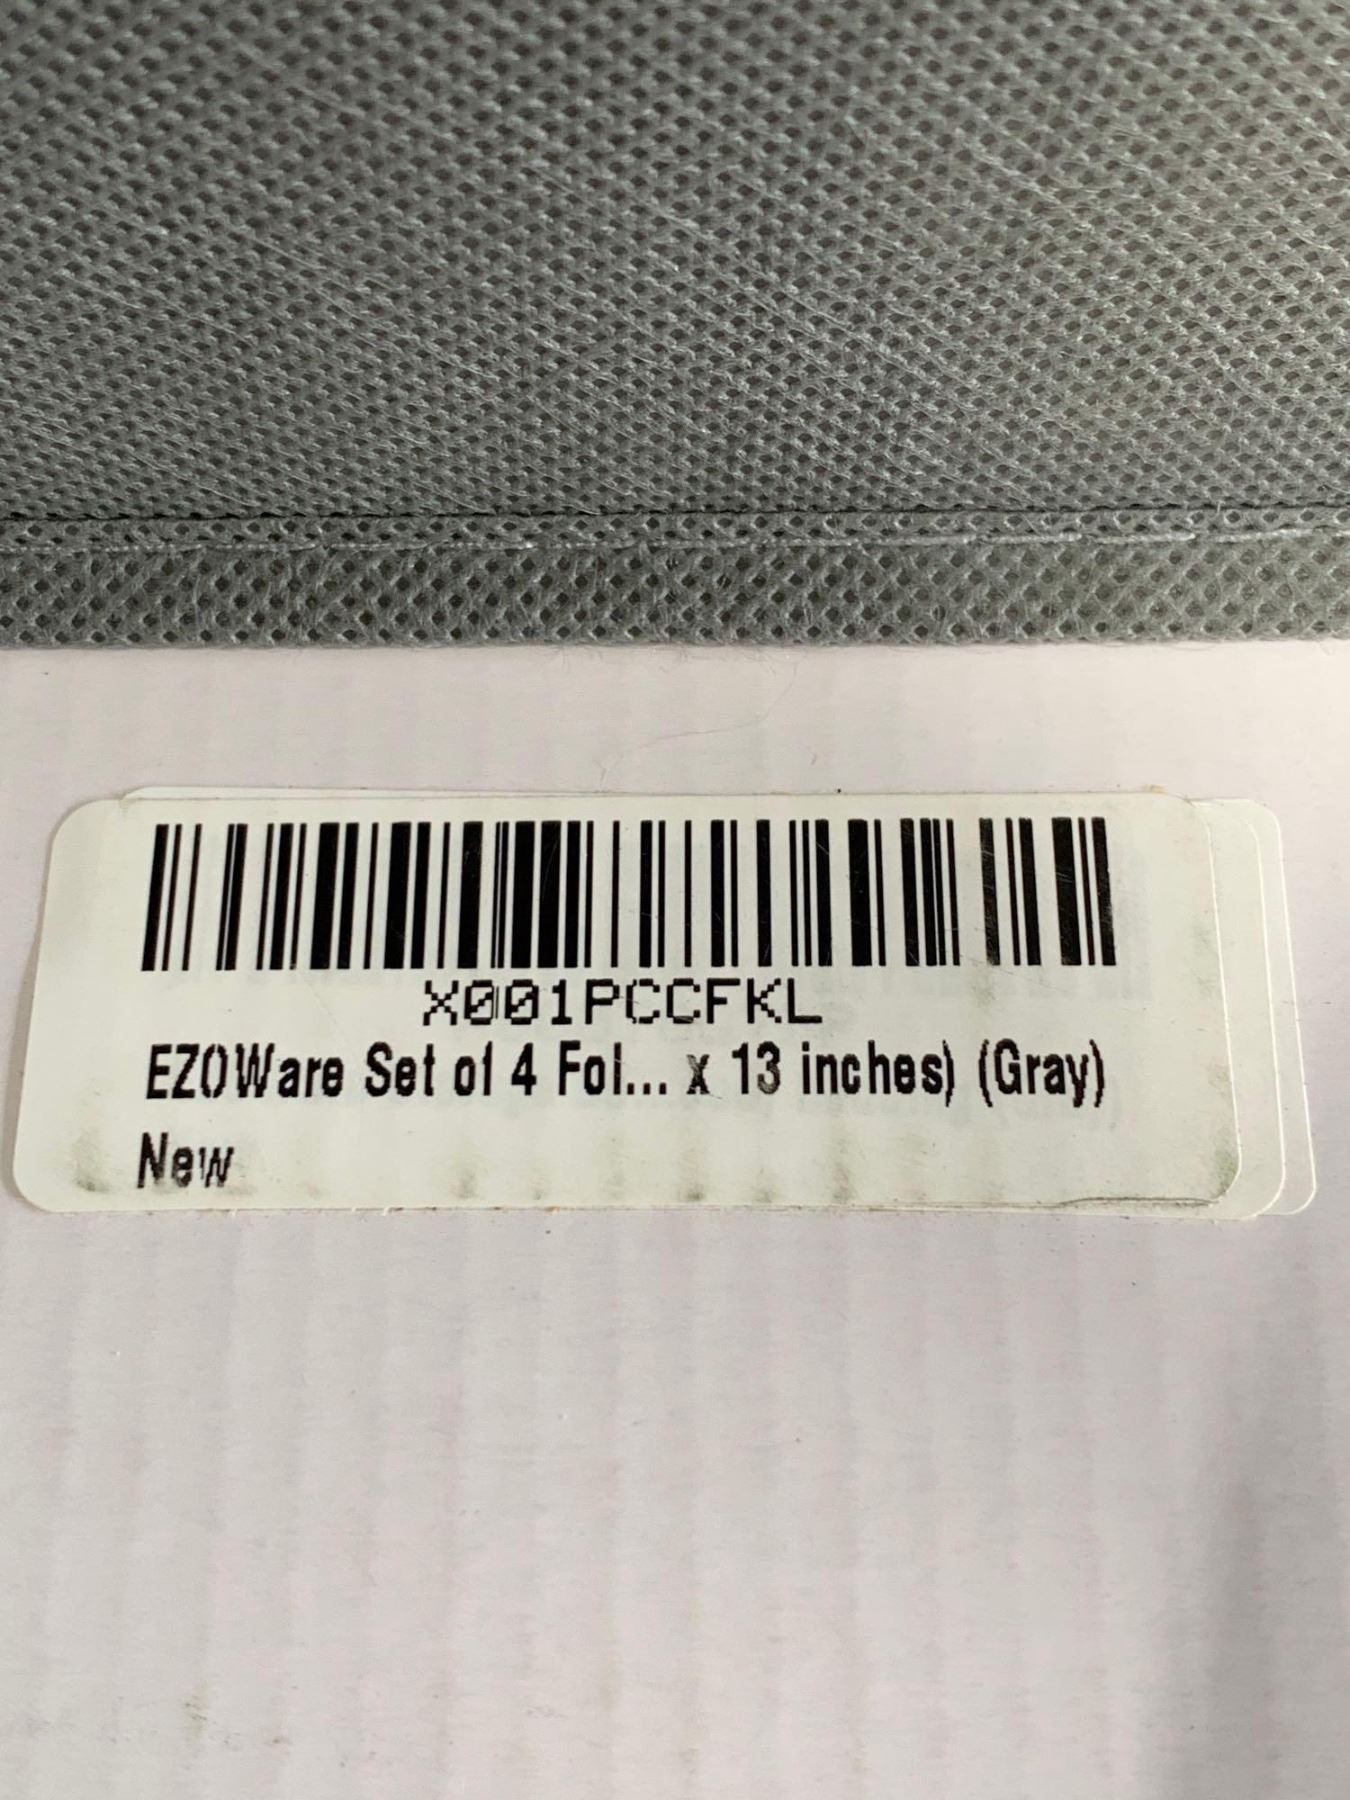 X001PCCFKL
EZOWare Set of 4 Fol... x 13 inches) (Gray)
New